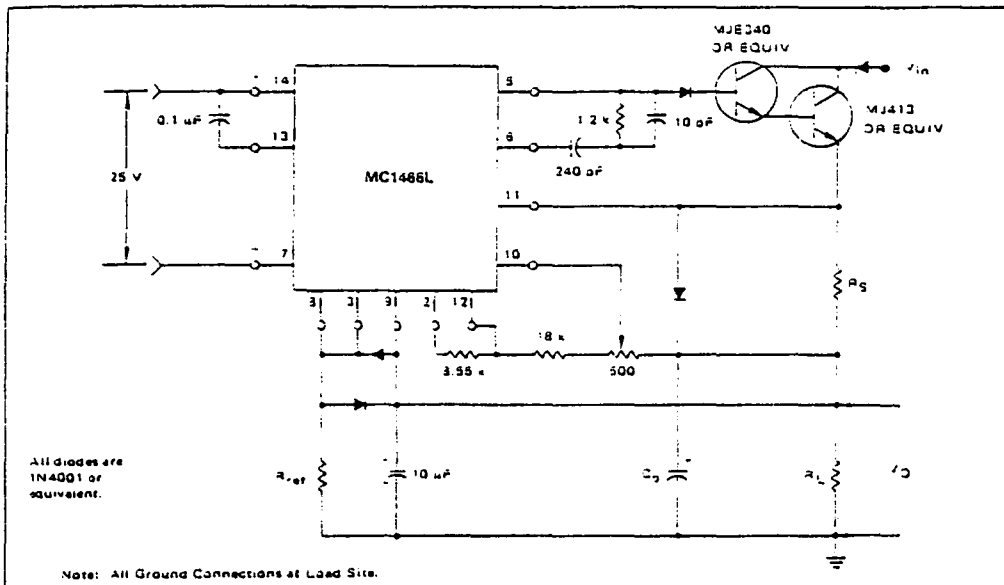 MJE340
OR EQUIV
Vin
MJ413
OR EQUIV
14
5
0.1 µF
1.2 k
10 pF
13
6
240 pF
25 V
MC1466L
11
7
10
RS
3
9
2
12
18 k
3.55 k
500
All diodes are
1N4001 or
equivalent.
Rref
10 µF
RL
VO
Note: All Ground Connections at Load Site.